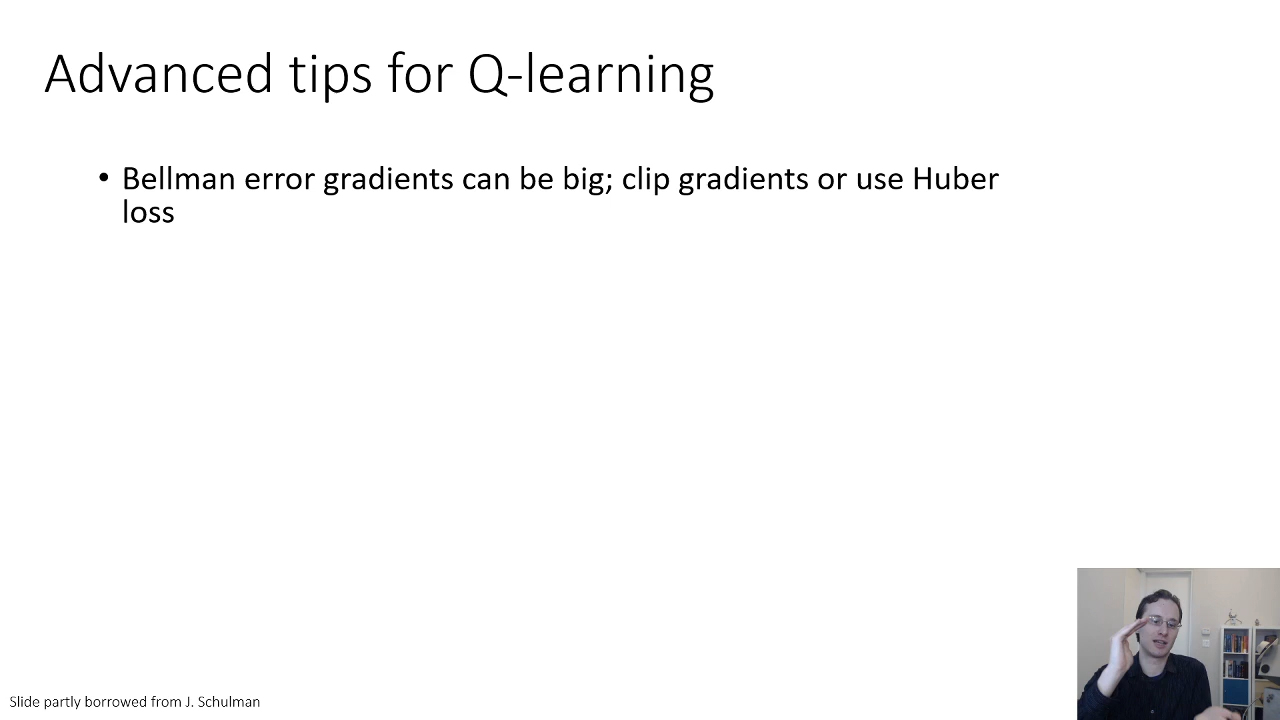 Advanced tips for Q-learning
• Bellman error gradients can be big; clip gradients or use Huber
loss
Slide partly borrowed from J. Schulman